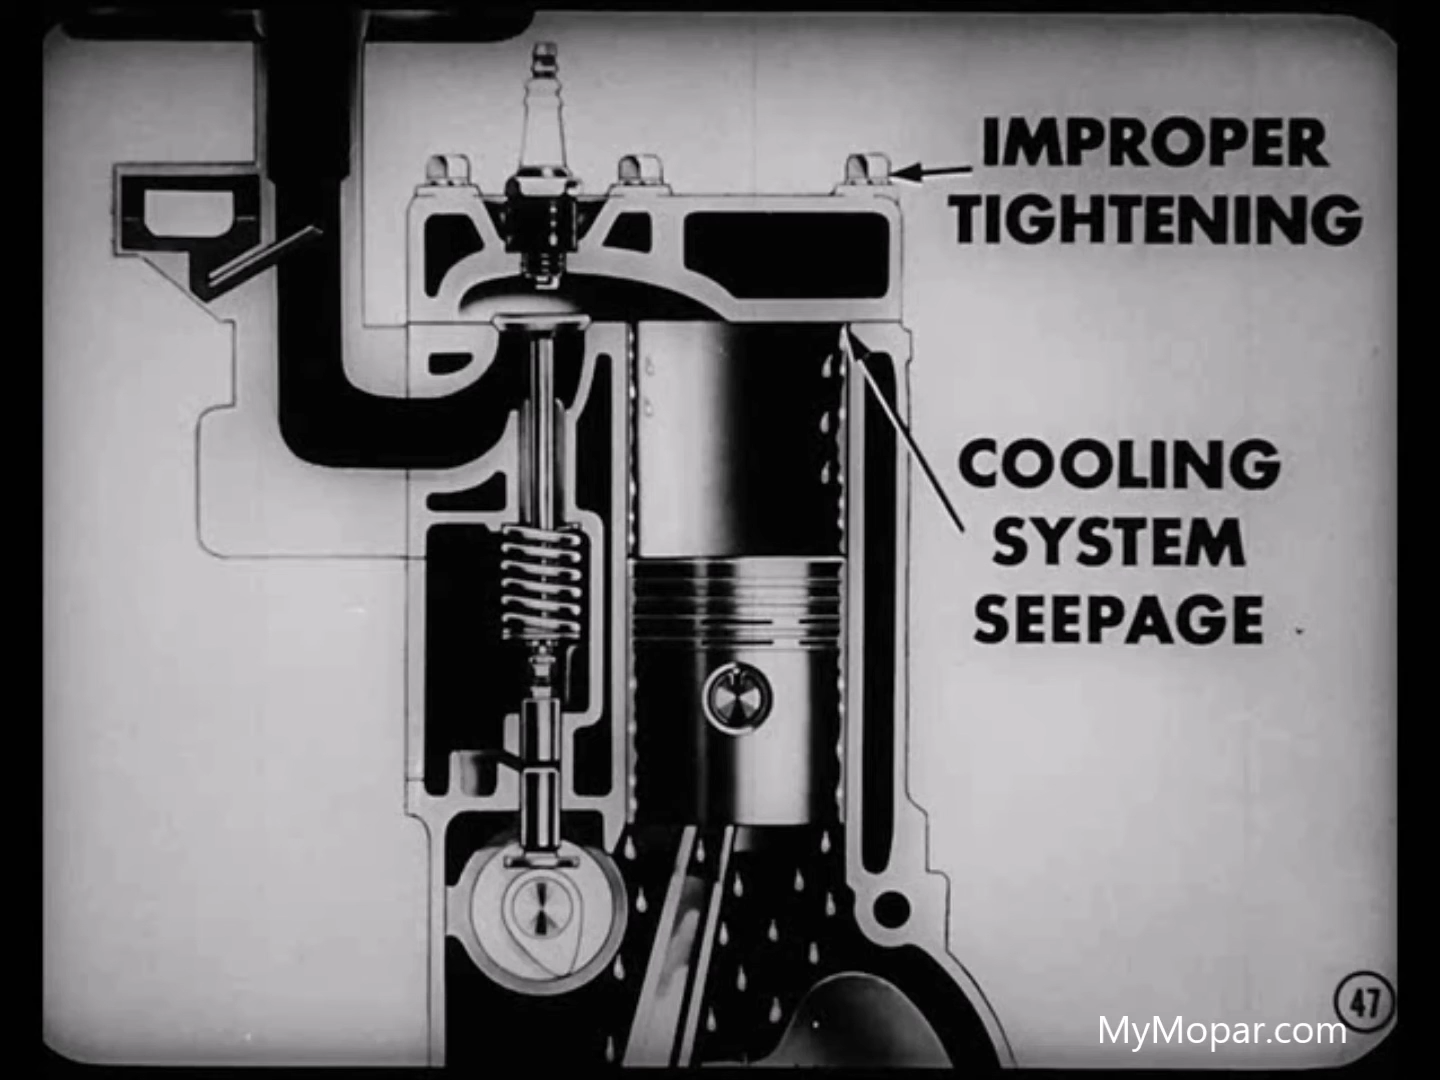 IMPROPER
TIGHTENING
COOLING
SYSTEM
SEEPAGE
47
MyMopar.com